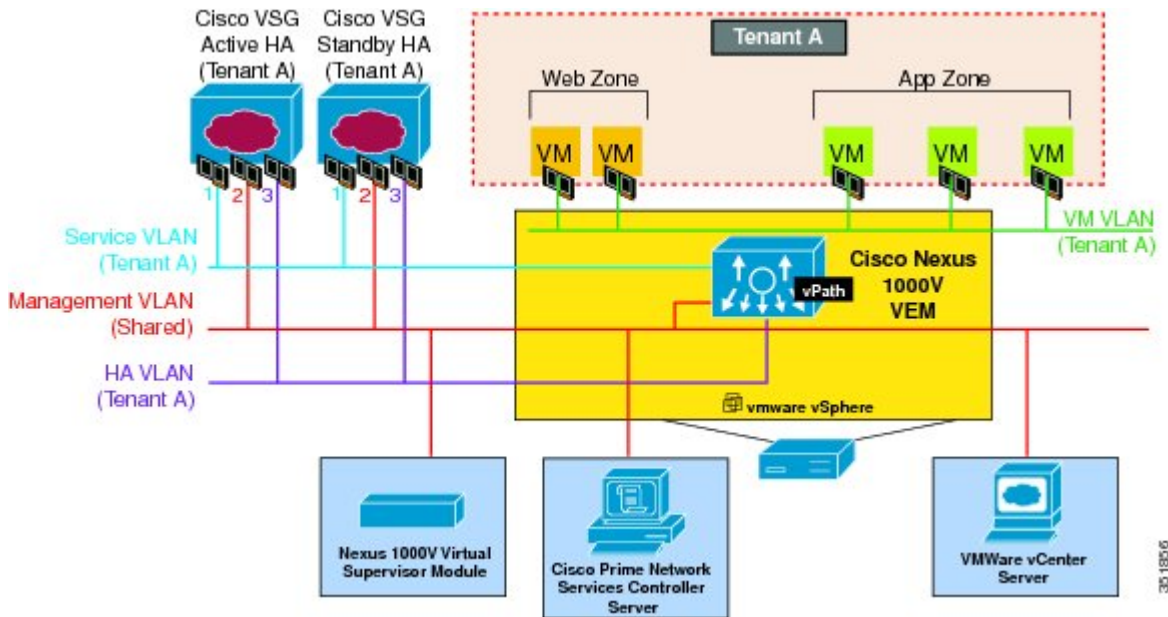 Cisco VSG
Active HA
(Tenant A)
Cisco VSG
Standby HA
(Tenant A)
Tenant A
Web Zone
App Zone
VM
VM
VM
VM
VM
1
2
3
1
2
3
Service VLAN
(Tenant A)
VM VLAN
(Tenant A)
Management VLAN
(Shared)
HA VLAN
(Tenant A)
vPath
Cisco Nexus
1000V
VEM
vmware vSphere
Nexus 1000V Virtual
Supervisor Module
Cisco Prime Network
Services Controller
Server
VMWare vCenter
Server
351856